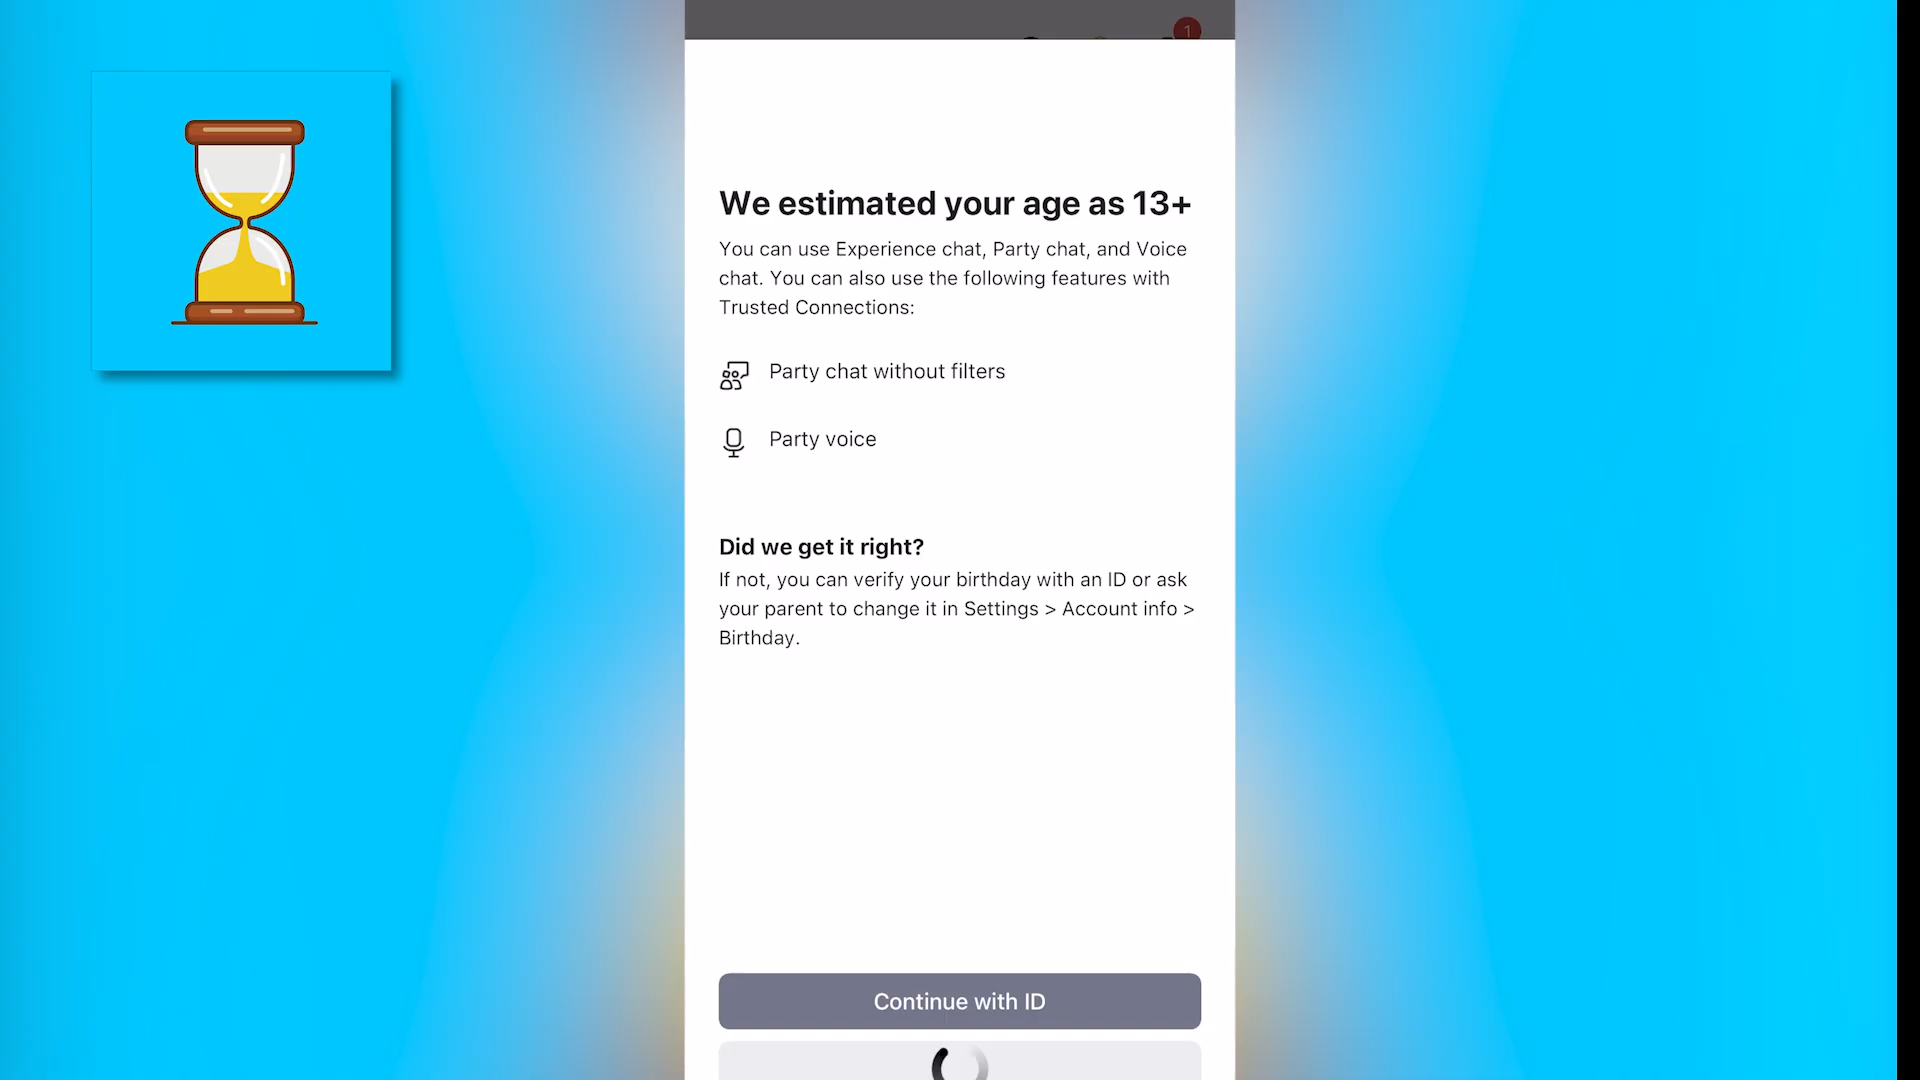 1
We estimated your age as 13+
You can use Experience chat, Party chat, and Voice
chat. You can also use the following features with
Trusted Connections:
Party chat without filters
Party voice
Did we get it right?
If not, you can verify your birthday with an ID or ask
your parent to change it in Settings > Account info >
Birthday.
Continue with ID